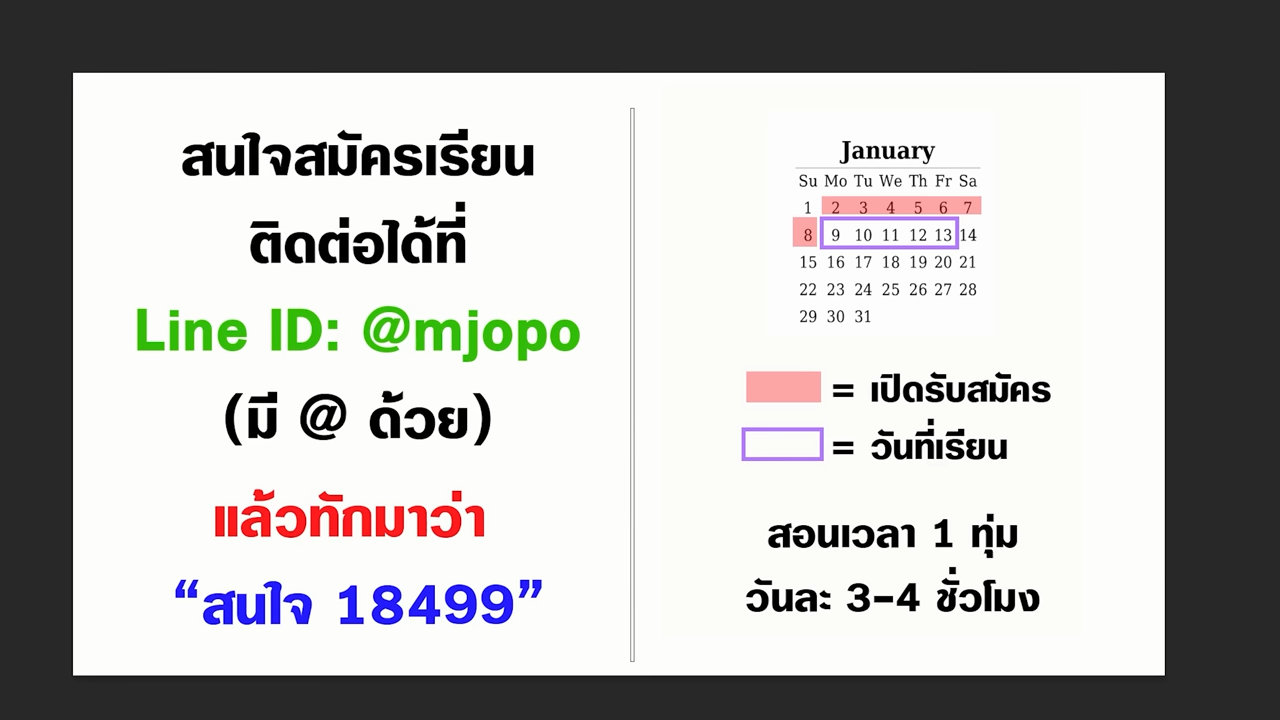 สนใจสมัครเรียน
ติดต่อได้ที่
Line ID: @mjopo
(มี @ ด้วย)
แล้วทักมาว่า
“สนใจ 18499”
January
Su Mo Tu We Th Fr Sa
1 2 3 4 5 6 7
8 9 10 11 12 13 14
15 16 17 18 19 20 21
22 23 24 25 26 27 28
29 30 31
= เปิดรับสมัคร
= วันที่เรียน
สอนเวลา 1 ทุ่ม
วันละ 3-4 ชั่วโมง